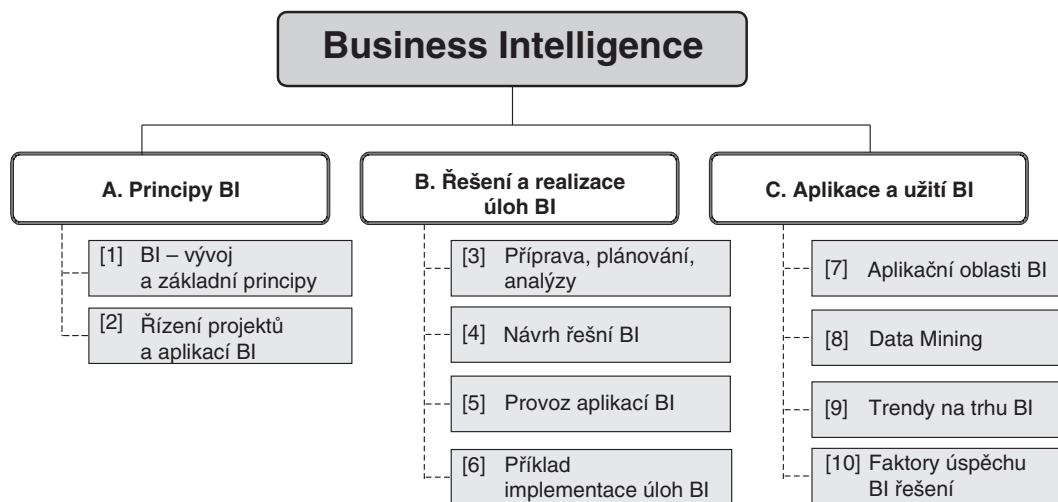 Business Intelligence
A. Principy BI
[1] BI – vývoj
a základní principy
[2] Řízení projektů
a aplikací BI
B. Řešení a realizace
úloh BI
[3] Příprava, plánování,
analýzy
[4] Návrh řešní BI
[5] Provoz aplikací BI
[6] Příklad
implementace úloh BI
C. Aplikace a užití BI
[7] Aplikační oblasti BI
[8] Data Mining
[9] Trendy na trhu BI
[10] Faktory úspěchu
BI řešení